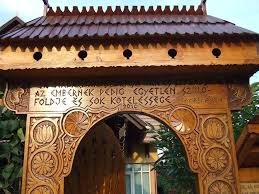 AZ EMBERNEK PEDIG EGYETLEN SZÜLŐ-
FÖLDJE ÉS SOK KÖTELESSÉGE